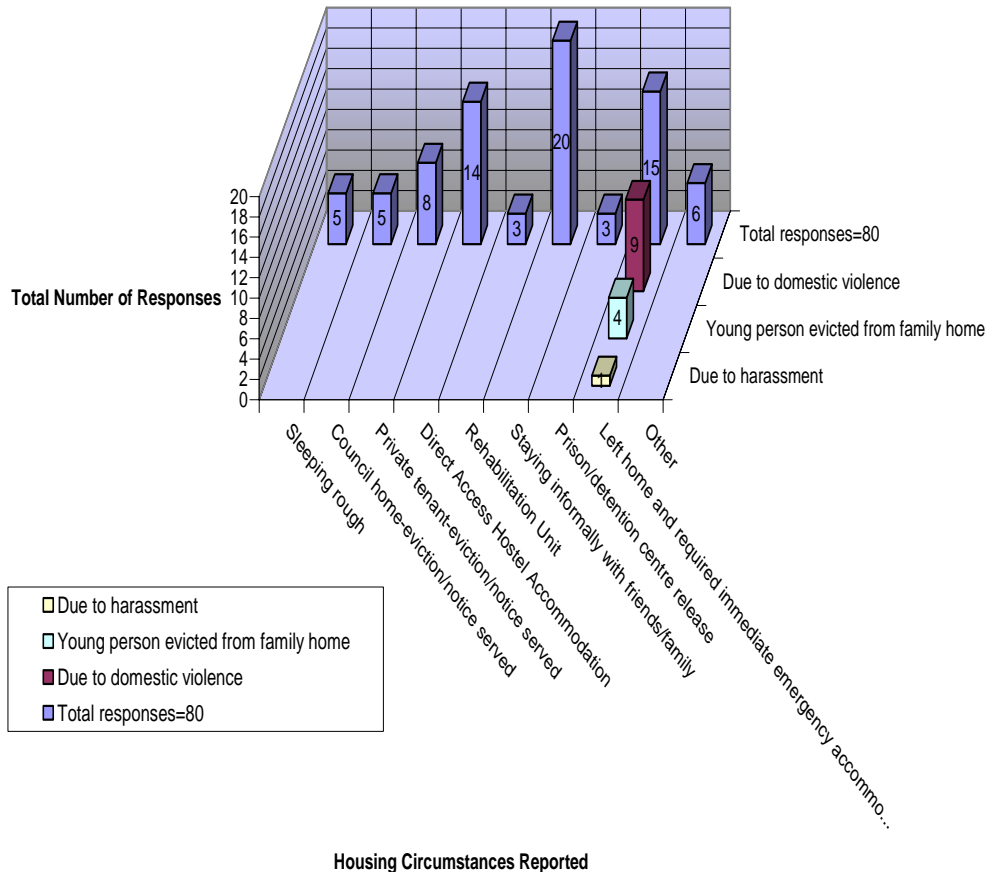 5
5
8
14
3
20
3
15
6
9
4
1
20
18
16
14
12
10
8
6
4
2
0
Total Number of Responses
Total responses=80
Due to domestic violence
Young person evicted from family home
Due to harassment
Sleeping rough
Council home-eviction/notice served
Private tenant-eviction/notice served
Direct Access Hostel Accommodation
Rehabilitation Unit
Staying informally with friends/family
Prison/detention centre release
Left home and required immediate emergency accommo...
Other
Due to harassment
Young person evicted from family home
Due to domestic violence
Total responses=80
Housing Circumstances Reported